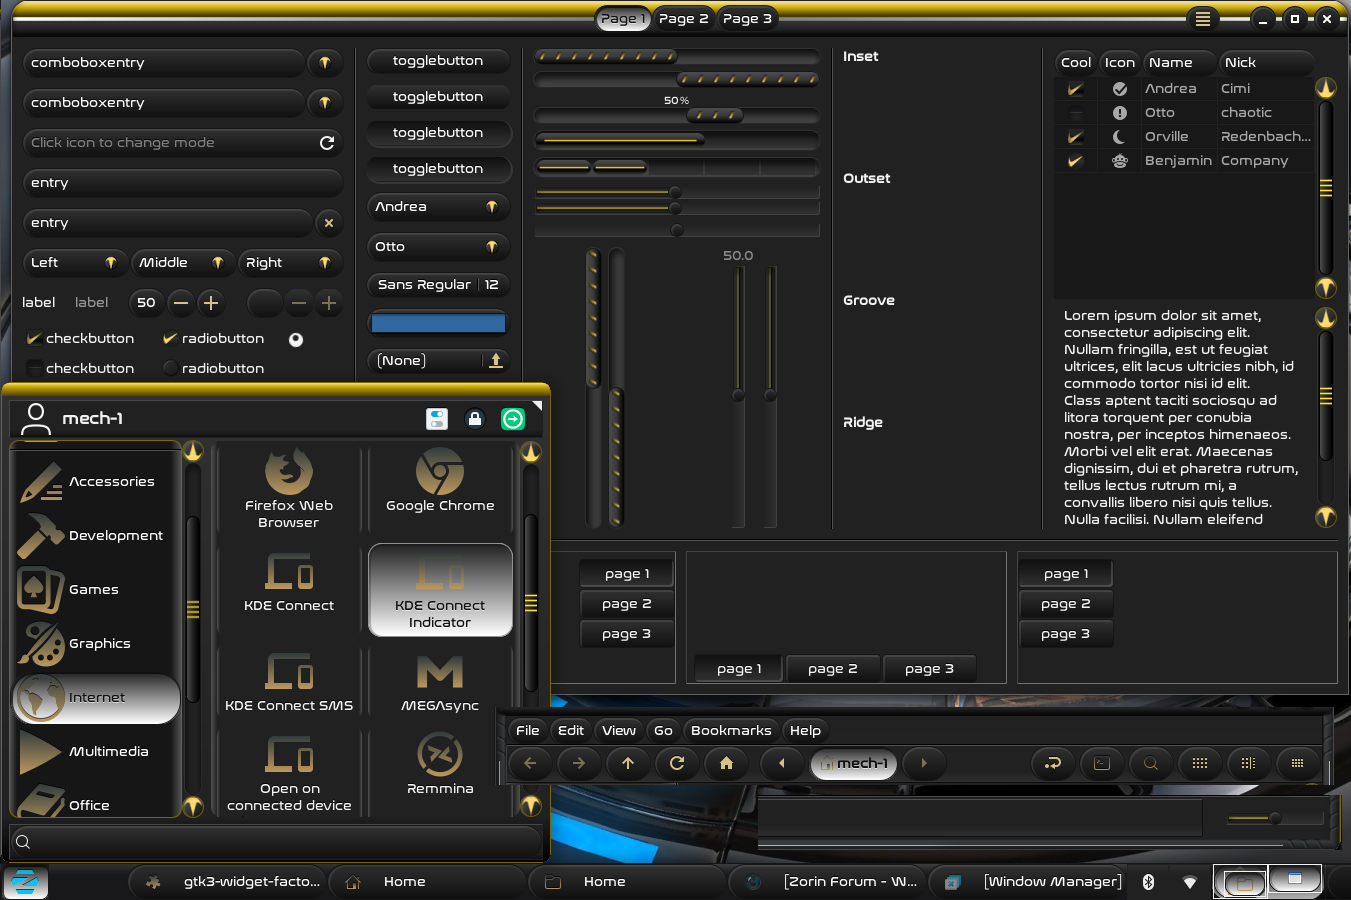 Page 1 Page 2 Page 3
comboboxentry
comboboxentry
Click icon to change mode
entry
entry
Left Middle Right
label label 50
checkbutton radiobutton
checkbutton radiobutton
togglebutton
togglebutton
togglebutton
togglebutton
Andrea
Otto
Sans Regular 12
(None)
50%
50.0
Inset
Outset
Groove
Ridge
Cool Icon Name Nick
Andrea Cimi
Otto chaotic
Orville Redenbach...
Benjamin Company
Lorem ipsum dolor sit amet,
consectetur adipiscing elit.
Nullam fringilla, est ut feugiat
ultrices, elit lacus ultricies nibh, id
commodo tortor nisi id elit.
Class aptent taciti sociosqu ad
litora torquent per conubia
nostra, per inceptos himenaeos.
Morbi vel elit erat. Maecenas
dignissim, dui et pharetra rutrum,
tellus lectus rutrum mi, a
convallis libero nisi quis tellus.
Nulla facilisi. Nullam eleifend
page 1
page 2
page 3
page 1 page 2 page 3
page 1
page 2
page 3
mech-1
Accessories
Development
Games
Graphics
Internet
Multimedia
Office
Firefox Web
Browser
Google Chrome
KDE Connect
KDE Connect
Indicator
KDE Connect SMS
MEGAsync
Open on
connected device
Remmina
File Edit View Go Bookmarks Help
mech-1
gtk3-widget-facto... Home Home [Zorin Forum - W... [Window Manager]